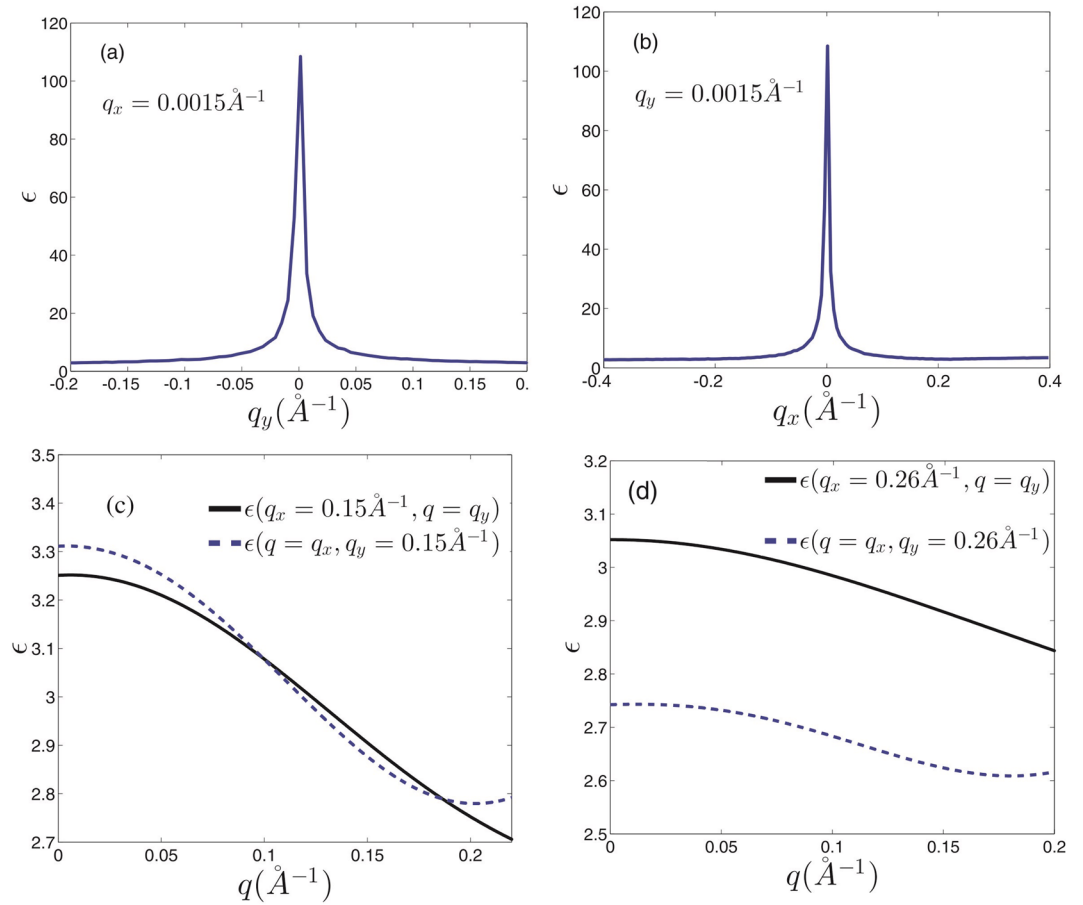 (a)
q_x = 0.0015Å⁻¹
120
100
80
60
40
20
0
ϵ
-0.2 -0.15 -0.1 -0.05 0 0.05 0.1 0.15 0.
q_y(Å⁻¹)
(b)
q_y = 0.0015Å⁻¹
120
100
80
60
40
20
0
ϵ
-0.4 -0.2 0 0.2 0.4
q_x(Å⁻¹)
(c)
ϵ(q_x = 0.15Å⁻¹, q = q_y)
ϵ(q = q_x, q_y = 0.15Å⁻¹)
3.5
3.4
3.3
3.2
3.1
3
2.9
2.8
2.7
ϵ
0 0.05 0.1 0.15 0.2
q(Å⁻¹)
(d)
ϵ(q_x = 0.26Å⁻¹, q = q_y)
ϵ(q = q_x, q_y = 0.26Å⁻¹)
3.2
3.1
3
2.9
2.8
2.7
2.6
2.5
ϵ
0 0.05 0.1 0.15 0.2
q(Å⁻¹)